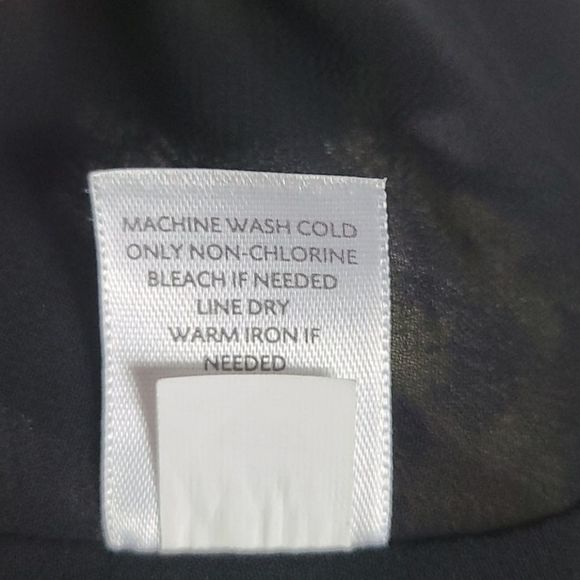 MACHINE WASH COLD
ONLY NON-CHLORINE
BLEACH IF NEEDED
LINE DRY
WARM IRON IF
NEEDED